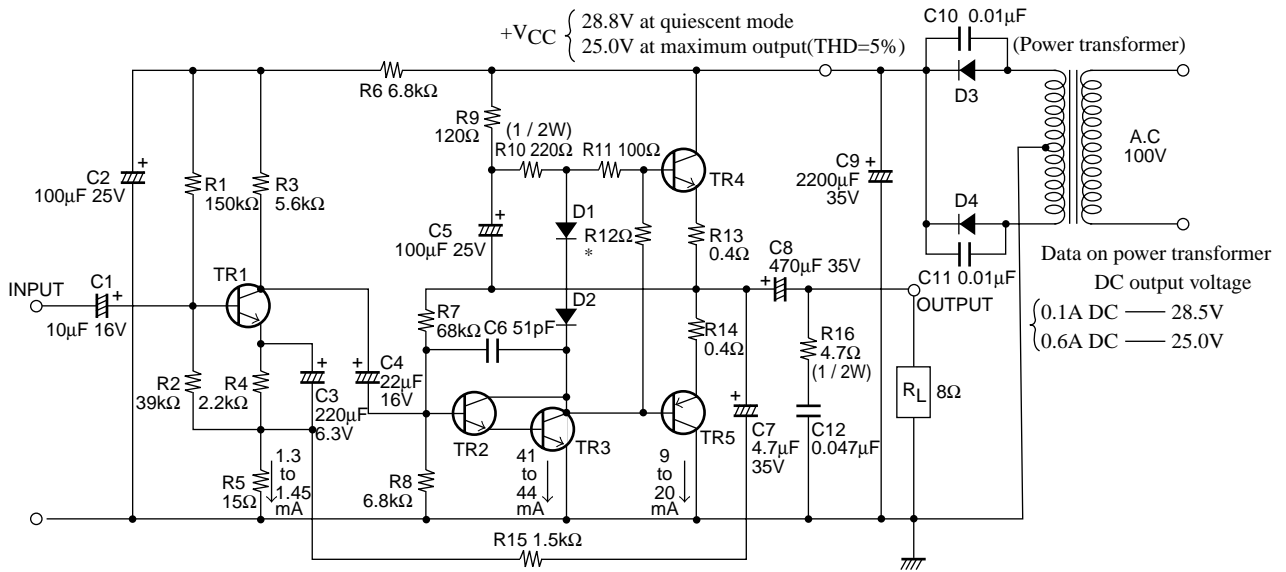 +VCC
28.8V at quiescent mode
25.0V at maximum output(THD=5%)
C10 0.01μF
(Power transformer)
D3
R6 6.8kΩ
R9
120Ω
(1 / 2W)
R10 220Ω
R11 100Ω
TR4
C9
2200μF
35V
A.C
100V
C2
100μF 25V
R1
150kΩ
R3
5.6kΩ
D1
C5
100μF 25V
R12Ω
*
R13
0.4Ω
C8
470μF 35V
D4
C11 0.01μF
Data on power transformer
DC output voltage
0.1A DC — 28.5V
0.6A DC — 25.0V
INPUT
C1
10μF 16V
TR1
R7
68kΩ
C6 51pF
D2
R14
0.4Ω
OUTPUT
R16
4.7Ω
(1 / 2W)
RL
8Ω
R2
39kΩ
R4
2.2kΩ
C3
220μF
6.3V
C4
22μF
16V
TR2
TR3
TR5
C7
4.7μF
35V
C12
0.047μF
R5
15Ω
1.3
to
1.45
mA
R8
6.8kΩ
41
to
44
mA
9
to
20
mA
R15 1.5kΩ